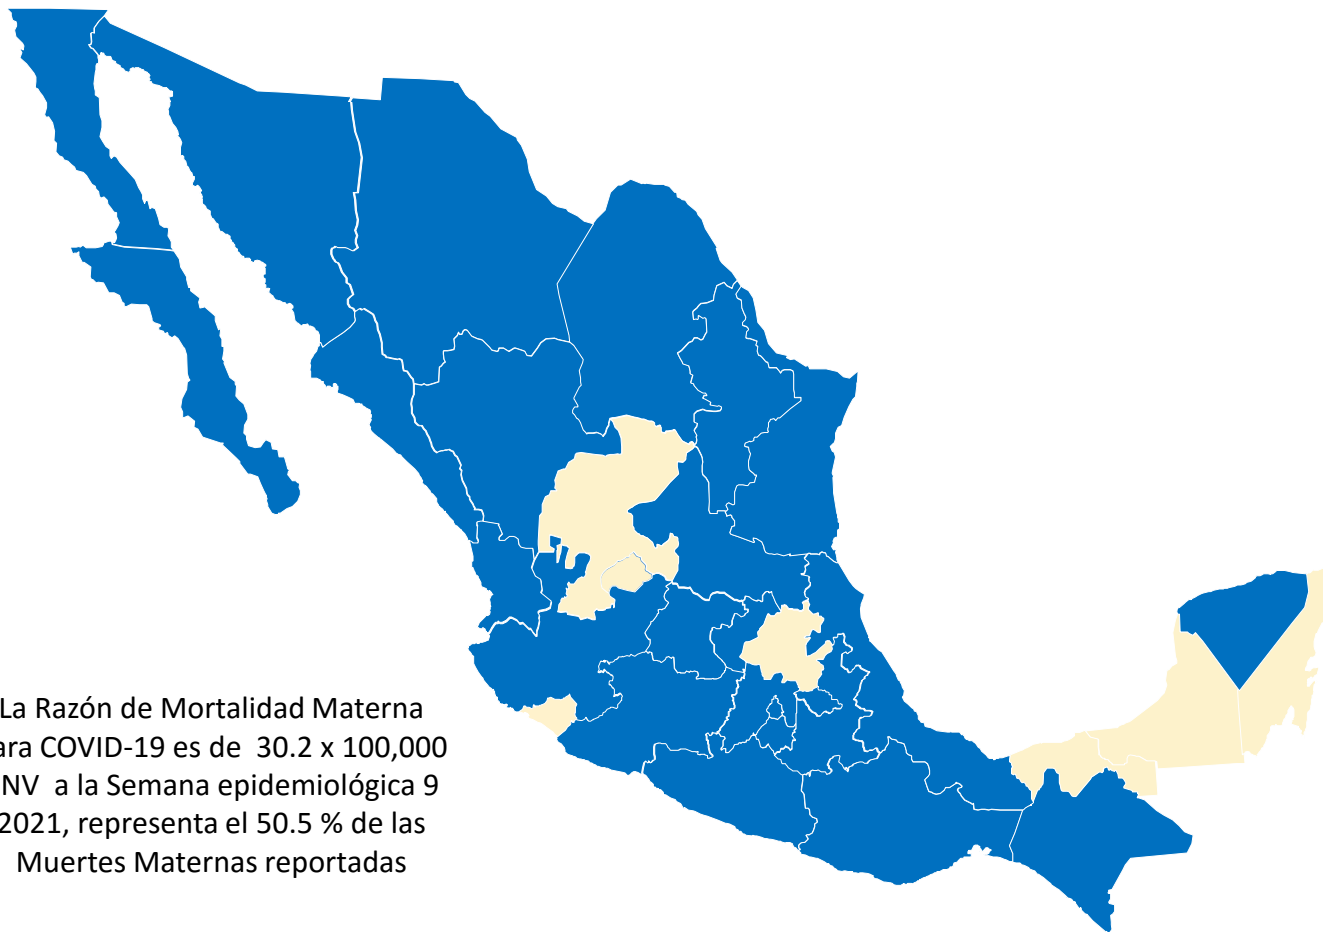 La Razón de Mortalidad Materna
ara COVID-19 es de 30.2 x 100,000
NV a la Semana epidemiológica 9
2021, representa el 50.5 % de las
Muertes Maternas reportadas